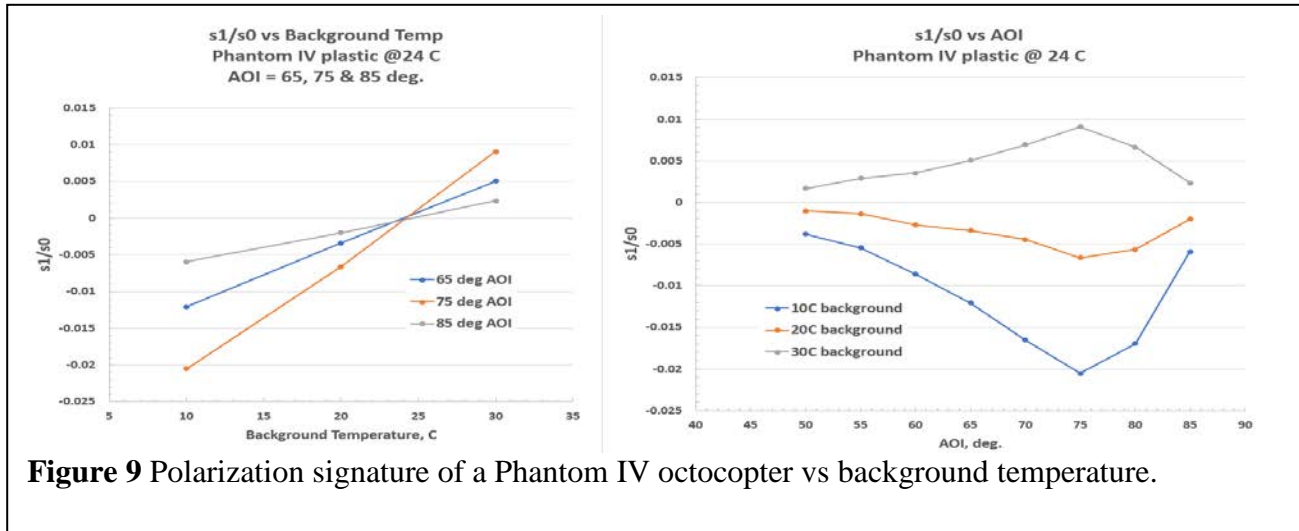 s1/s0 vs Background Temp
Phantom IV plastic @24 C
AOI = 65, 75 & 85 deg.
0.015
0.01
0.005
0
-0.005
-0.01
-0.015
-0.02
-0.025
s1/s0
65 deg AOI
75 deg AOI
85 deg AOI
5
10
15
20
25
30
35
Background Temperature, C
s1/s0 vs AOI
Phantom IV plastic @ 24 C
0.015
0.01
0.005
0
-0.005
-0.01
-0.015
-0.02
-0.025
s1/s0
10C background
20C background
30C background
40
45
50
55
60
65
70
75
80
85
90
AOI, deg.
Figure 9 Polarization signature of a Phantom IV octocopter vs background temperature.